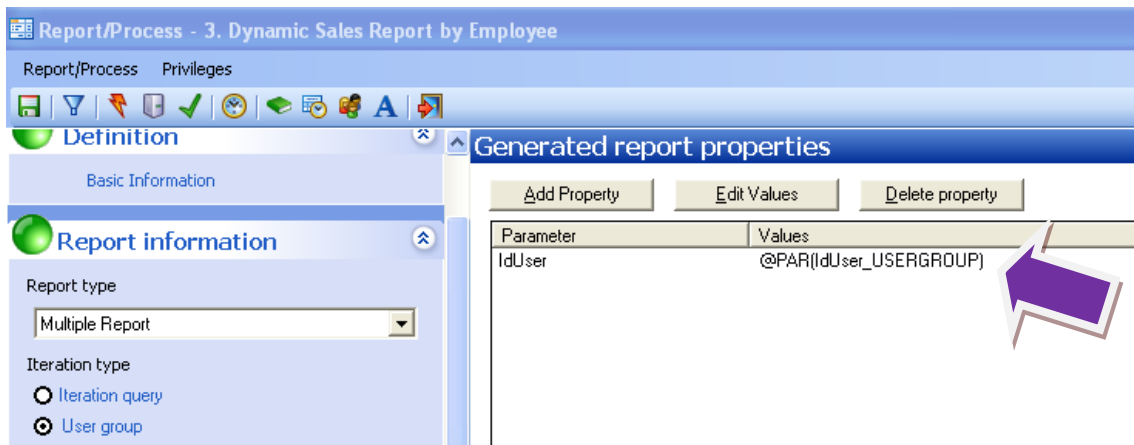 Report/Process - 3. Dynamic Sales Report by Employee
Report/Process Privileges
A
Definition
Basic Information
Report information
Report type
Multiple Report
Iteration type
Iteration query
User group
Generated report properties
Add Property Edit Values Delete property
Parameter Values
IdUser @PAR(IdUser_USERGROUP)